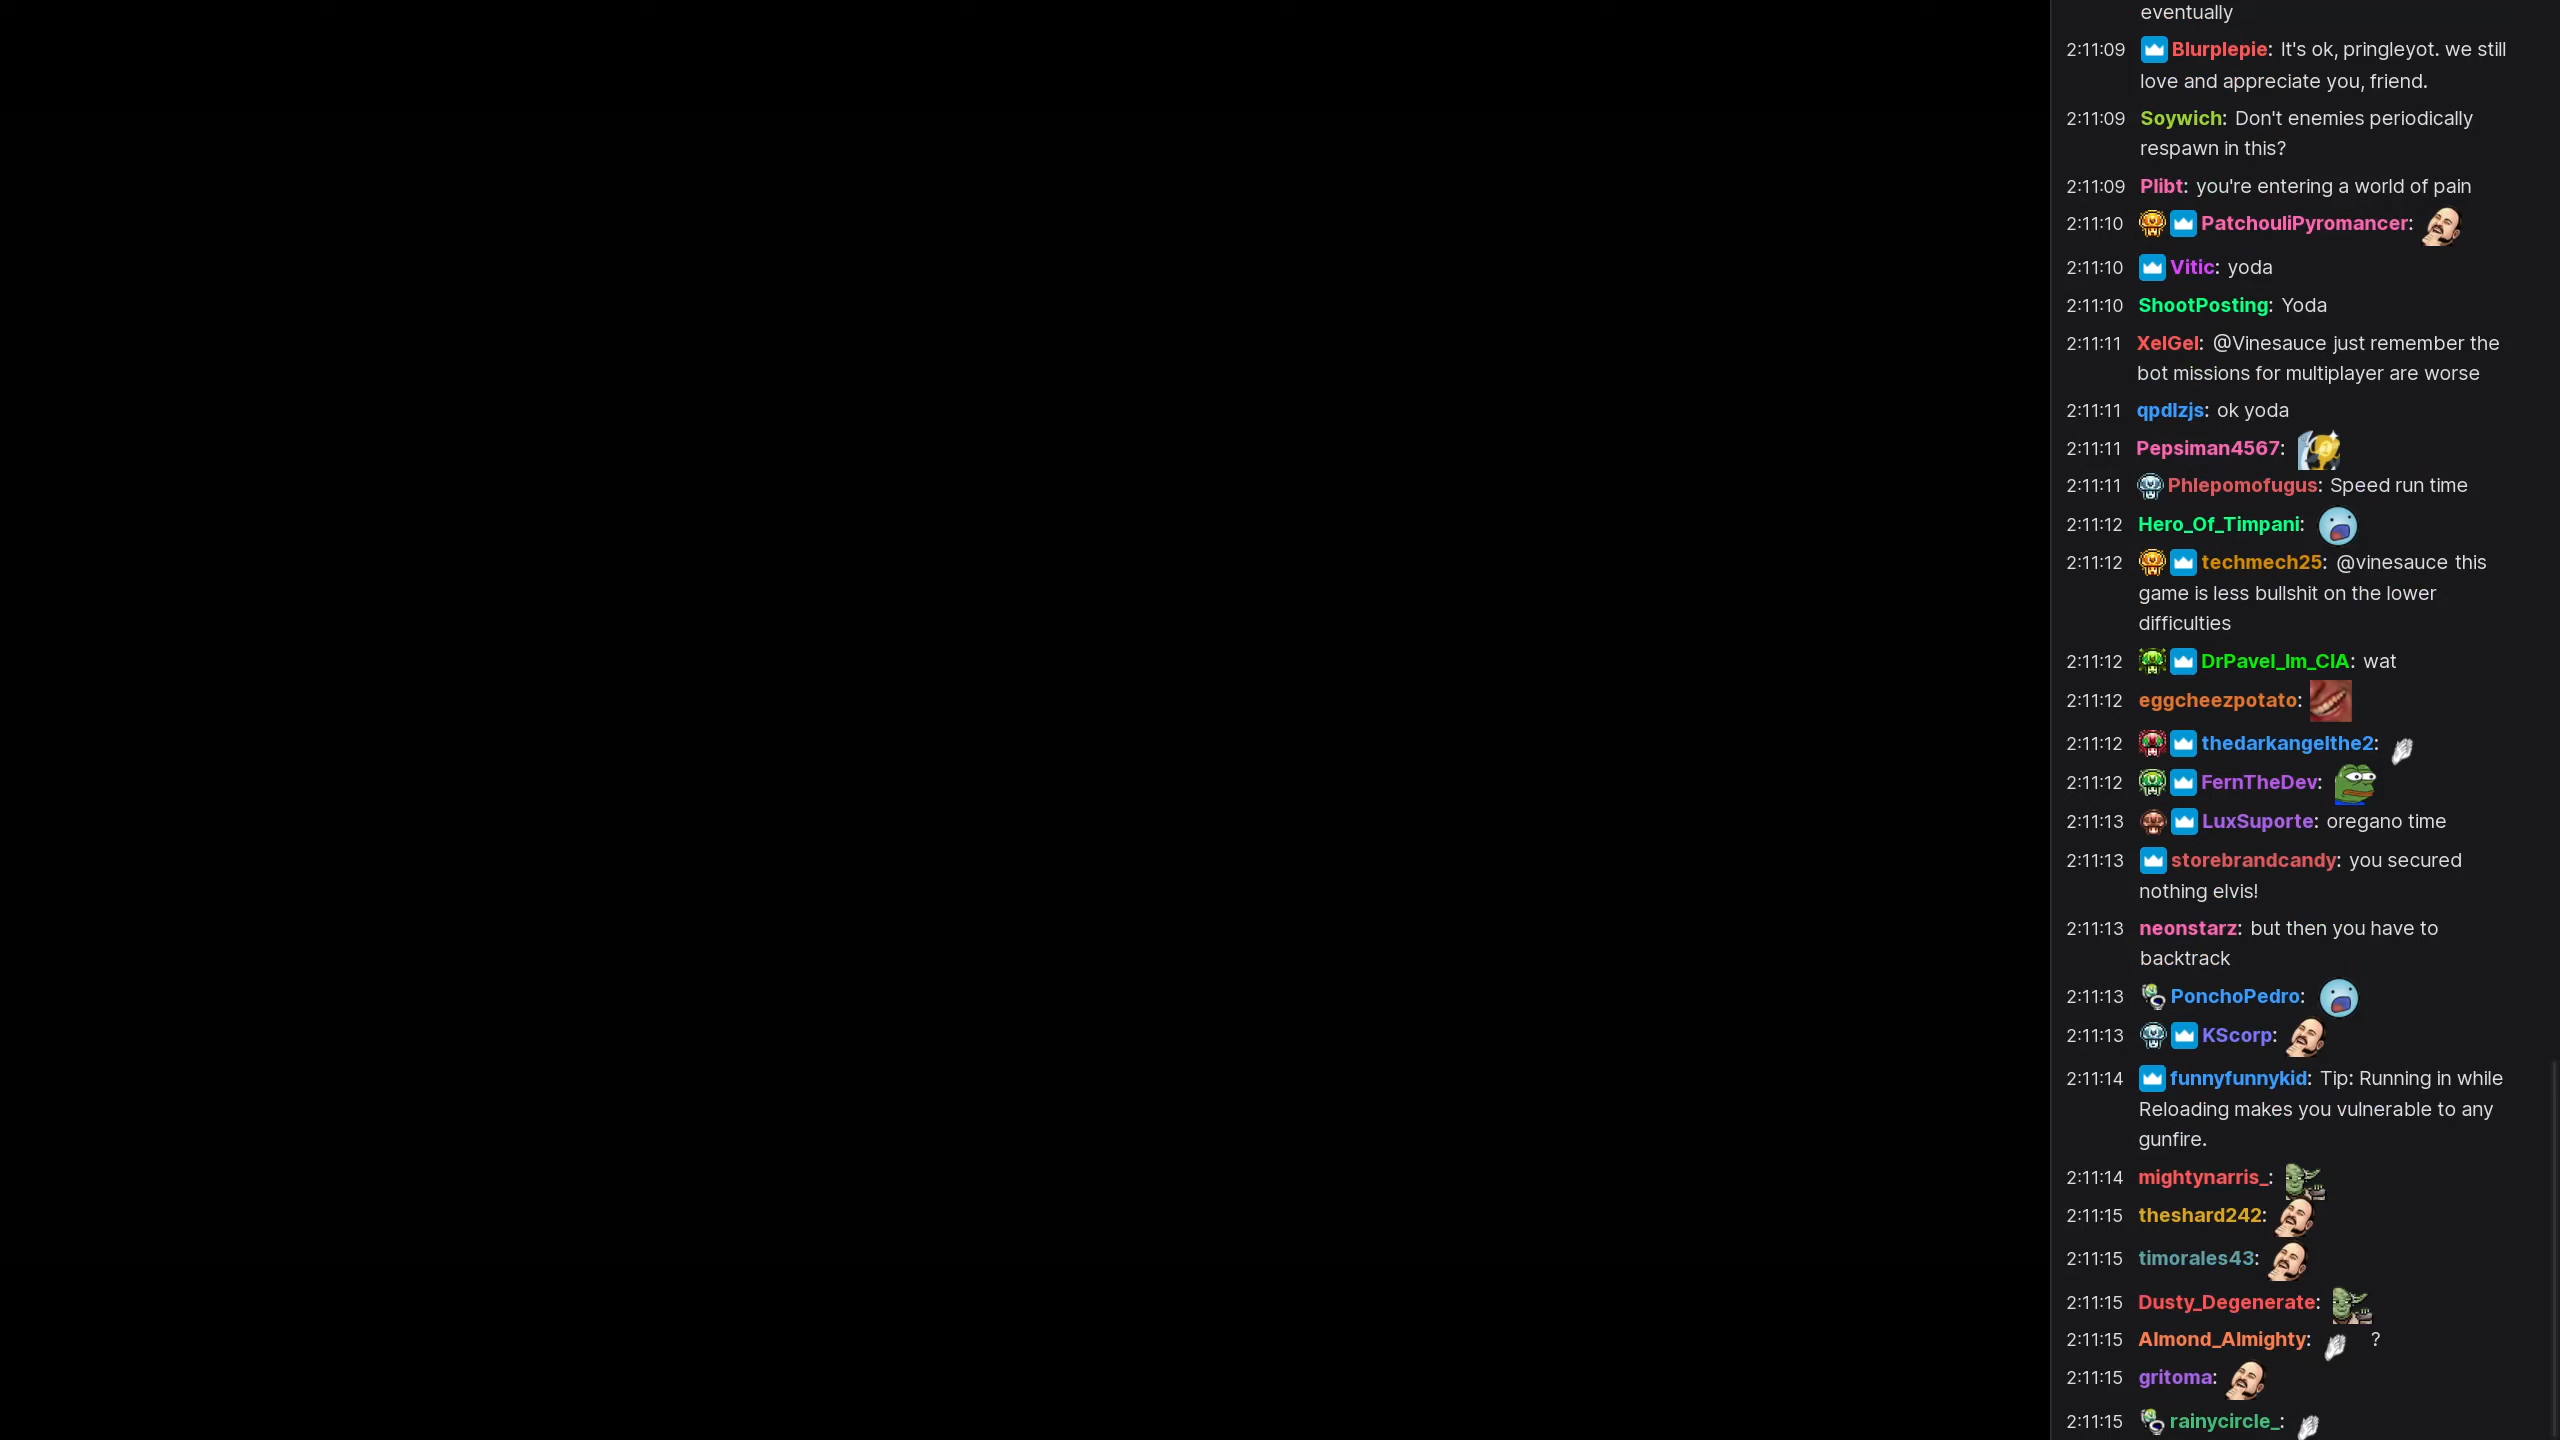 eventually
2:11:09 Blurplepie: It's ok, pringleyot. we still
love and appreciate you, friend.
2:11:09 Soywich: Don't enemies periodically
respawn in this?
2:11:09 Plibt: you're entering a world of pain
2:11:10 PatchouliPyromancer:
2:11:10 Vitic: yoda
2:11:10 ShootPosting: Yoda
2:11:11 XelGel: @Vinesauce just remember the
bot missions for multiplayer are worse
2:11:11 qpdlzjs: ok yoda
2:11:11 Pepsiman4567:
2:11:11 Phlepomofugus: Speed run time
2:11:12 Hero_Of_Timpani:
2:11:12 techmech25: @vinesauce this
game is less bullshit on the lower
difficulties
2:11:12 DrPavel_Im_CIA: wat
2:11:12 eggcheezpotato:
2:11:12 thedarkangelthe2:
2:11:12 FernTheDev:
2:11:13 LuxSuporte: oregano time
2:11:13 storebrandcandy: you secured
nothing elvis!
2:11:13 neonstarz: but then you have to
backtrack
2:11:13 PonchoPedro:
2:11:13 KScorp:
2:11:14 funnyfunnykid: Tip: Running in while
Reloading makes you vulnerable to any
gunfire.
2:11:14 mightynarris_:
2:11:15 theshard242:
2:11:15 timorales43:
2:11:15 Dusty_Degenerate:
2:11:15 Almond_Almighty: ?
2:11:15 gritoma:
2:11:15 rainycircle_: